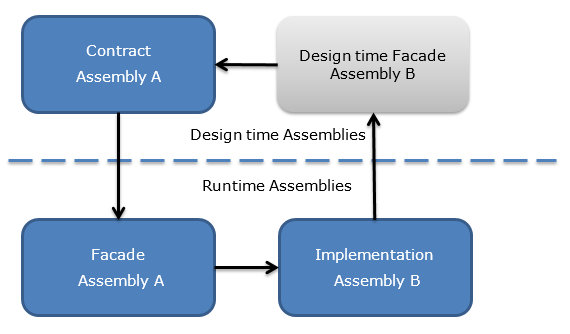 Contract
Assembly A
Design time Facade
Assembly B
Design time Assemblies
Runtime Assemblies
Facade
Assembly A
Implementation
Assembly B